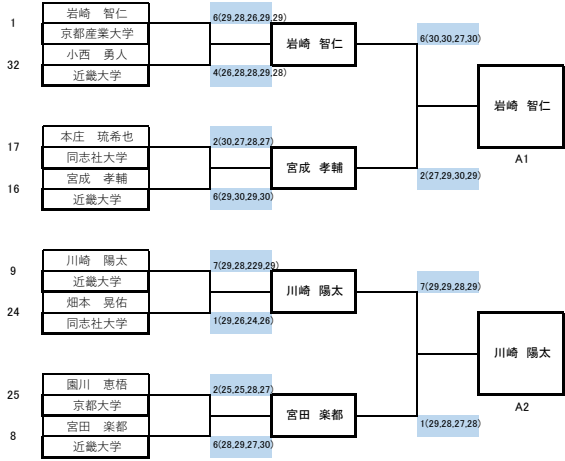 1
岩崎　智仁
京都産業大学
6(29,28,26,29,29)
岩崎 智仁
32
小西　勇人
近畿大学
4(26,28,28,29,28)
6(30,30,27,30)
岩崎 智仁
A1
17
本庄　琉希也
同志社大学
2(30,27,28,27)
宮成 孝輔
16
宮成　孝輔
近畿大学
6(29,30,29,30)
2(27,29,30,29)
9
川崎　陽太
近畿大学
7(29,28,229,29)
川崎 陽太
24
畑本　晃佑
同志社大学
1(29,26,24,26)
7(29,29,28,29)
川崎 陽太
A2
25
園川　恵梧
京都大学
2(25,25,28,27)
宮田 楽都
8
宮田　楽都
近畿大学
6(28,29,27,30)
1(29,28,27,28)